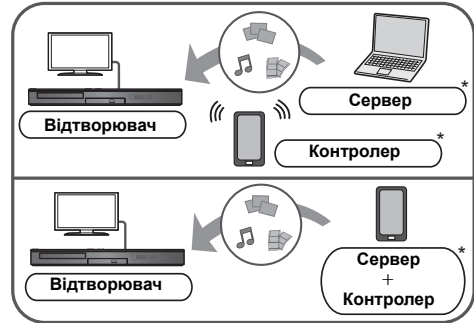 Сервер*
Відтворювач
Контролер*
Відтворювач
Сервер*
+
Контролер